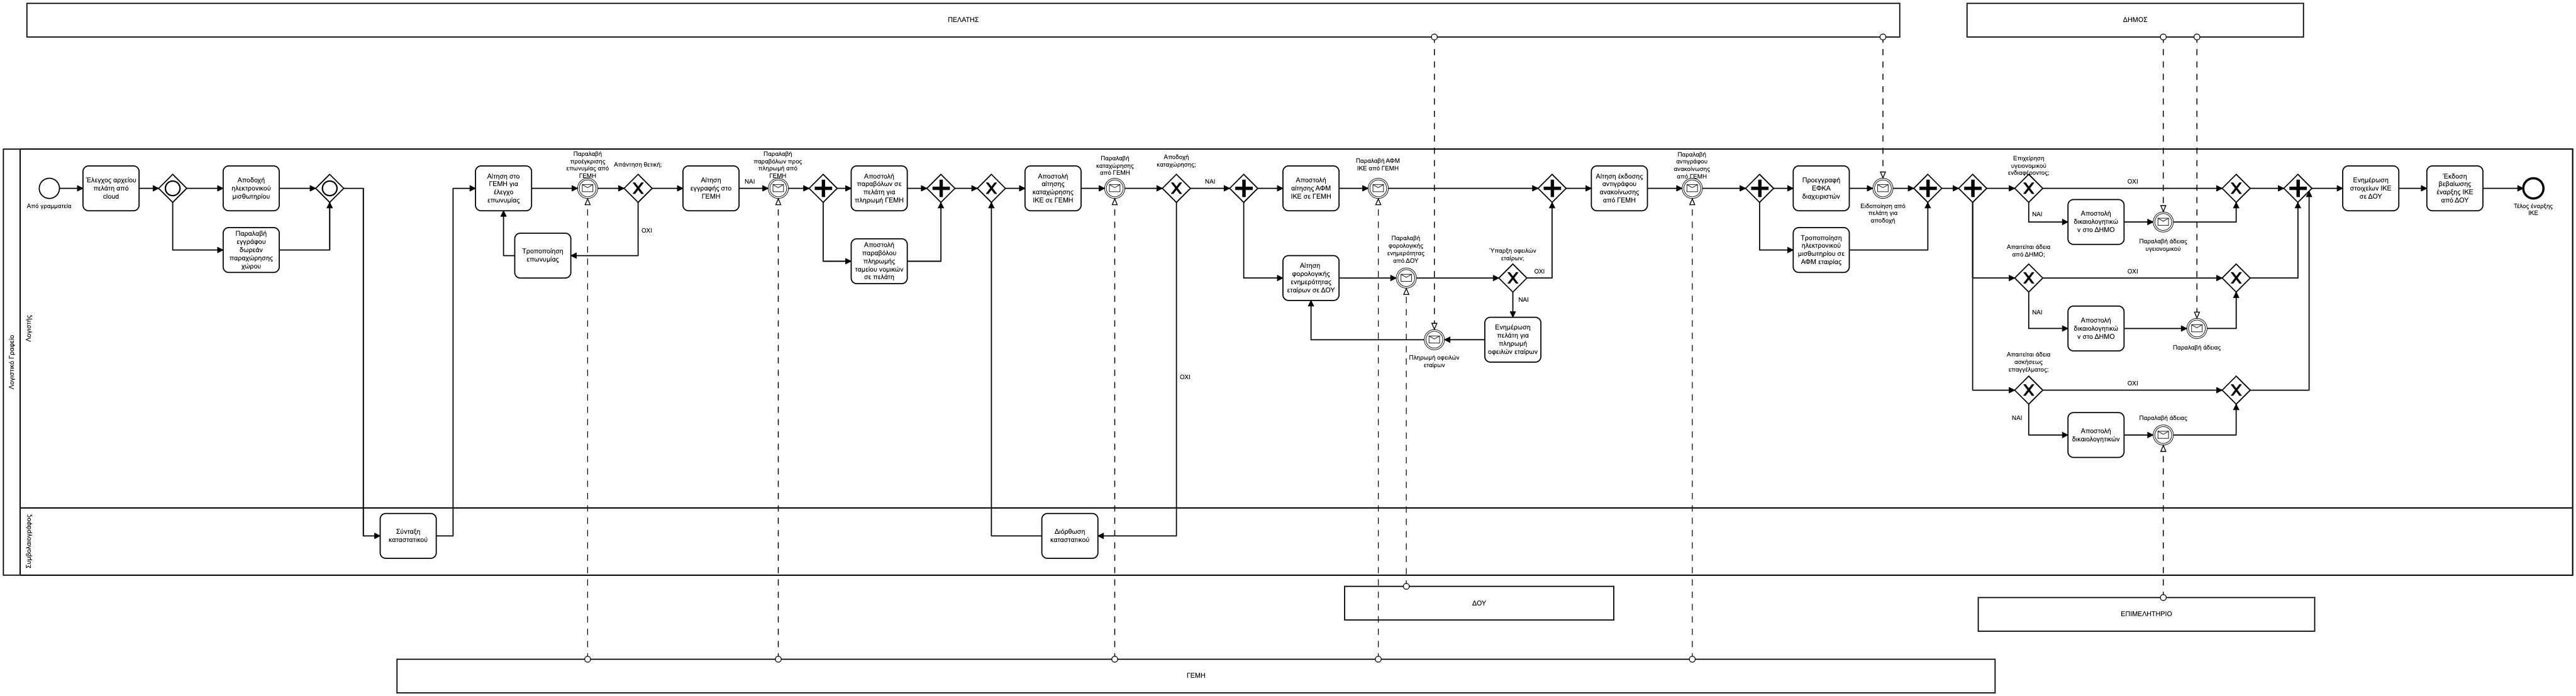 ΠΕΛΑΤΗΣ
ΔΗΜΟΣ
Λογιστικό Γραφείο
Λογιστής
Από γραμματεία
Έλεγχος αρχείου
πελάτη από
cloud
Αποδοχή
ηλεκτρονικού
μισθωτηρίου
Παραλαβή
εγγράφου
δωρεάν
παραχώρησης
χώρου
Αίτηση στο
ΓΕΜΗ για
έλεγχο
επωνυμίας
Παραλαβή
προέγκρισης
επωνυμίας από
ΓΕΜΗ
Απάντηση θετική;
ΟΧΙ
Τροποποίηση
επωνυμίας
Αίτηση
εγγραφής στο
ΓΕΜΗ
ΝΑΙ
Παραλαβή
παραβόλων προς
πληρωμή από
ΓΕΜΗ
Αποστολή
παραβόλων σε
πελάτη για
πληρωμή ΓΕΜΗ
Αποστολή
παραβόλου
πληρωμής
ταμείου νομικών
σε πελάτη
Αποστολή
αίτησης
καταχώρησης
ΙΚΕ σε ΓΕΜΗ
Παραλαβή
καταχώρησης
από ΓΕΜΗ
Αποδοχή
καταχώρησης;
ΝΑΙ
ΟΧΙ
Αποστολή
αίτησης ΑΦΜ
ΙΚΕ σε ΓΕΜΗ
Παραλαβή ΑΦΜ
ΙΚΕ από ΓΕΜΗ
Αίτηση
φορολογικής
ενημερότητας
εταίρων σε ΔΟΥ
Παραλαβή
φορολογικής
ενημερότητας
από ΔΟΥ
Ύπαρξη οφειλών
εταίρων;
ΟΧΙ
ΝΑΙ
Ενημέρωση
πελάτη για
πληρωμή
οφειλών εταίρων
Πληρωμή οφειλών
εταίρων
Αίτηση έκδοσης
αντιγράφου
ανακοίνωσης
από ΓΕΜΗ
Παραλαβή
αντιγράφου
ανακοίνωσης
από ΓΕΜΗ
Προεγγραφή
ΕΦΚΑ
διαχειριστών
Ειδοποίηση από
πελάτη για
αποδοχή
Τροποποίηση
ηλεκτρονικού
μισθωτηρίου σε
ΑΦΜ εταιρίας
Επιχείρηση
υγειονομικού
ενδιαφέροντος;
ΟΧΙ
ΝΑΙ
Αποστολή
δικαιολογητικώ
ν στο ΔΗΜΟ
Παραλαβή άδειας
υγειονομικού
Απαιτείται άδεια
από ΔΗΜΟ;
ΟΧΙ
ΝΑΙ
Αποστολή
δικαιολογητικώ
ν στο ΔΗΜΟ
Παραλαβή άδειας
Απαιτείται άδεια
ασκήσεως
επαγγέλματος;
ΟΧΙ
ΝΑΙ
Αποστολή
δικαιολογητικών
Παραλαβή άδειας
Ενημέρωση
στοιχείων ΙΚΕ
σε ΔΟΥ
Έκδοση
βεβαίωσης
έναρξης ΙΚΕ
από ΔΟΥ
Τέλος έναρξης
ΙΚΕ
Συμβολαιογράφος
Σύνταξη
καταστατικού
Διόρθωση
καταστατικού
ΔΟΥ
ΕΠΙΜΕΛΗΤΗΡΙΟ
ΓΕΜΗ